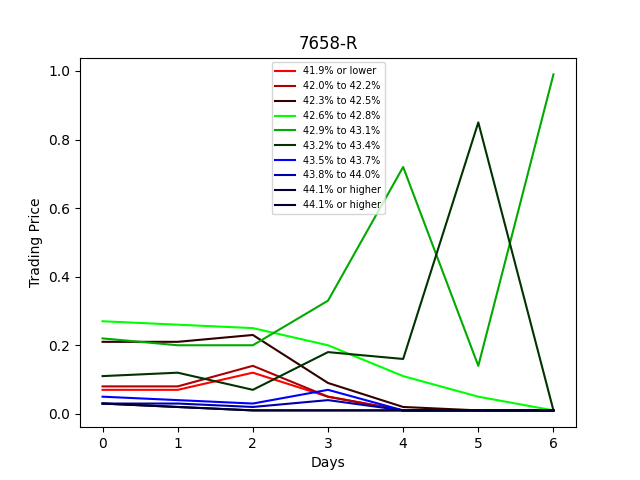 7658-R
1.0
0.8
0.6
0.4
0.2
0.0
Trading Price
41.9% or lower
42.0% to 42.2%
42.3% to 42.5%
42.6% to 42.8%
42.9% to 43.1%
43.2% to 43.4%
43.5% to 43.7%
43.8% to 44.0%
44.1% or higher
44.1% or higher
0 1 2 3 4 5 6
Days